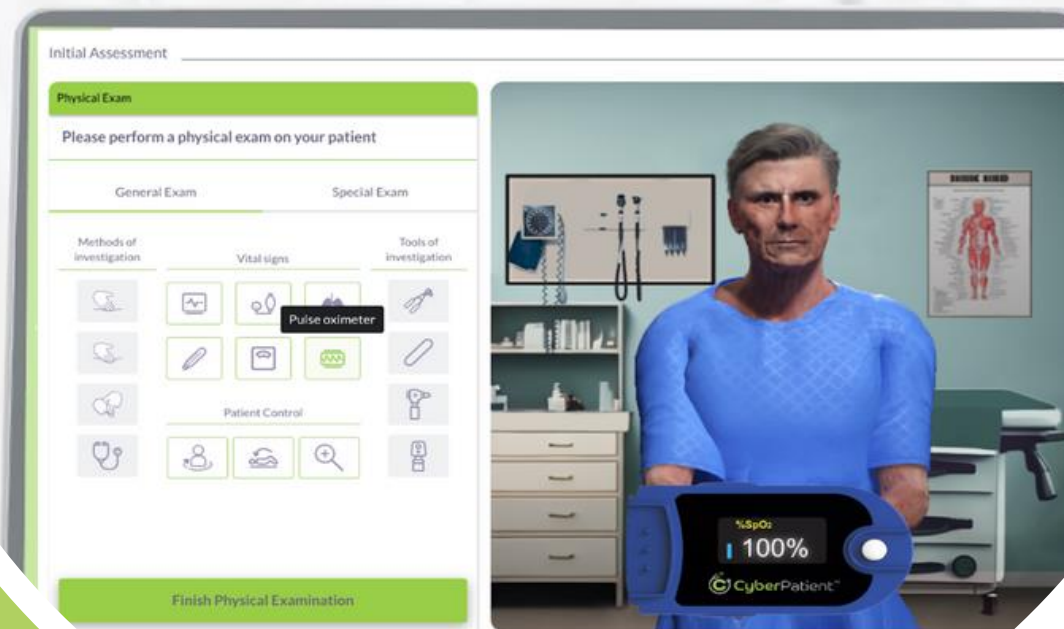 Initial Assessment
Physical Exam
Please perform a physical exam on your patient
General Exam
Special Exam
Methods of
investigation
Vital signs
Tools of
investigation
Pulse oximeter
Patient Control
Finish Physical Examination
%SpO₂
100%
CyberPatient™